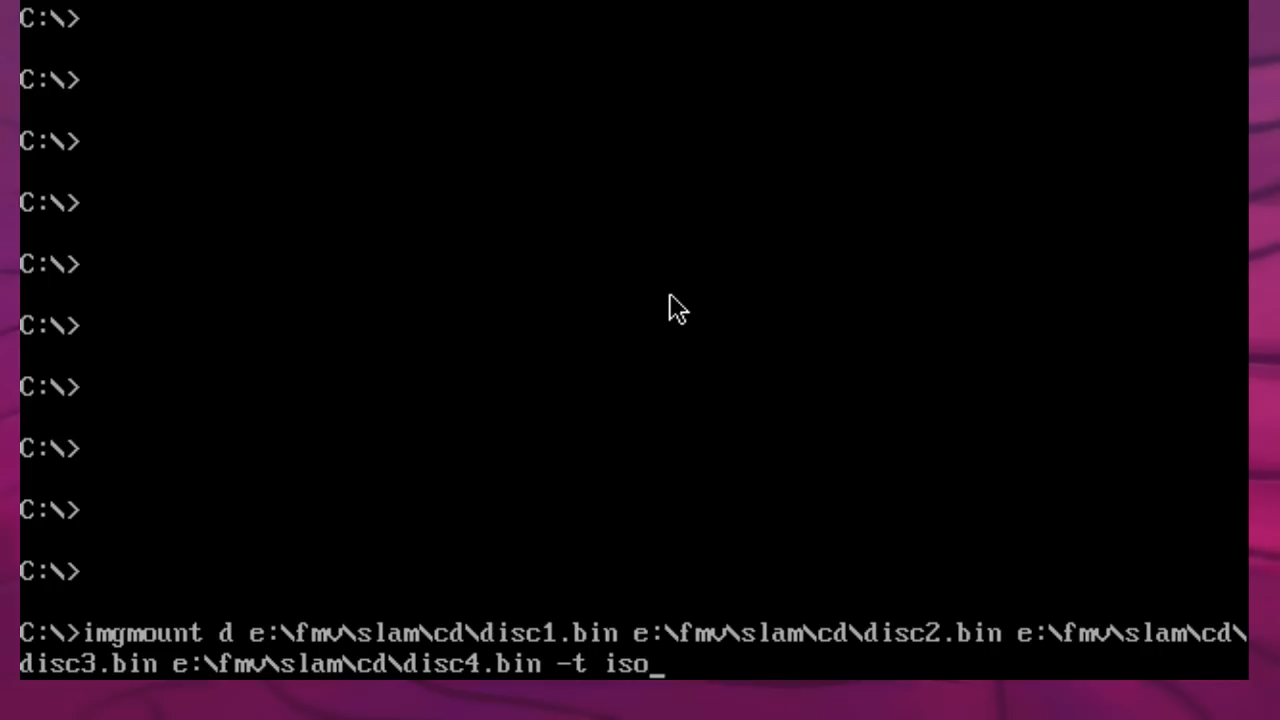 C:\>
C:\>
C:\>
C:\>
C:\>
C:\>
C:\>
C:\>
C:\>
C:\>
C:\>imgmount d e:\fmv\slam\cd\disc1.bin e:\fmv\slam\cd\disc2.bin e:\fmv\slam\cd\
disc3.bin e:\fmv\slam\cd\disc4.bin -t iso_